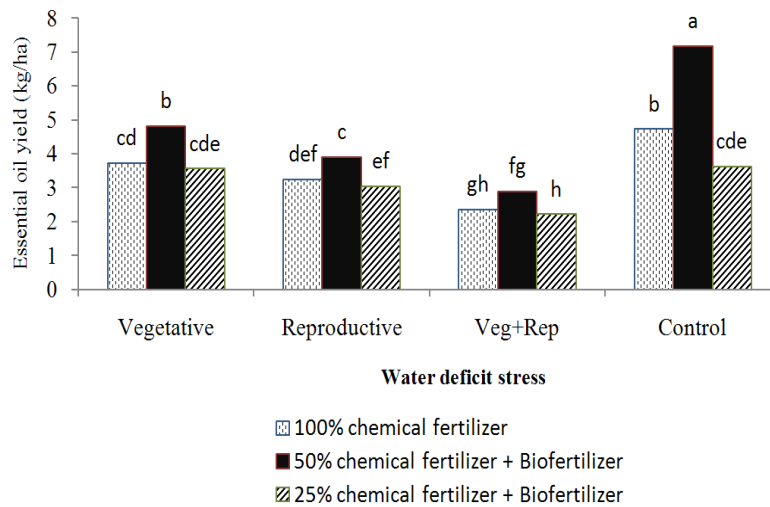 Essential oil yield (kg/ha)
8
7
6
5
4
3
2
1
0
cd
b
cde
def
c
ef
gh
fg
h
b
a
cde
Vegetative
Reproductive
Veg+Rep
Control
Water deficit stress
100% chemical fertilizer
50% chemical fertilizer + Biofertilizer
25% chemical fertilizer + Biofertilizer